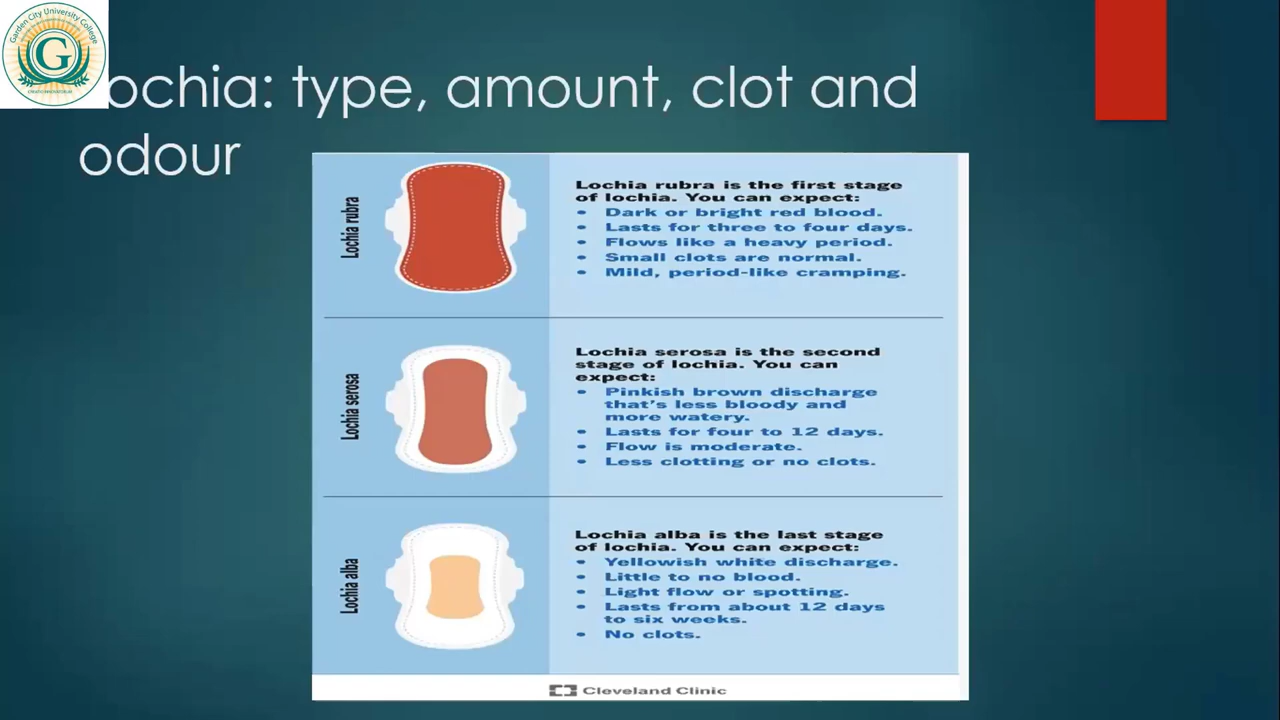 Garden City University College
G
ochia: type, amount, clot and
odour
Lochia rubra
Lochia rubra is the first stage
of lochia. You can expect:
• Dark or bright red blood.
• Lasts for three to four days.
• Flows like a heavy period.
• Small clots are normal.
• Mild, period-like cramping.
Lochia serosa
Lochia serosa is the second
stage of lochia. You can
expect:
• Pinkish brown discharge
that's less bloody and
more watery.
• Lasts for four to 12 days.
• Flow is moderate.
• Less clotting or no clots.
Lochia alba
Lochia alba is the last stage
of lochia. You can expect:
• Yellowish white discharge.
• Little to no blood.
• Light flow or spotting.
• Lasts from about 12 days
to six weeks.
• No clots.
Cleveland Clinic